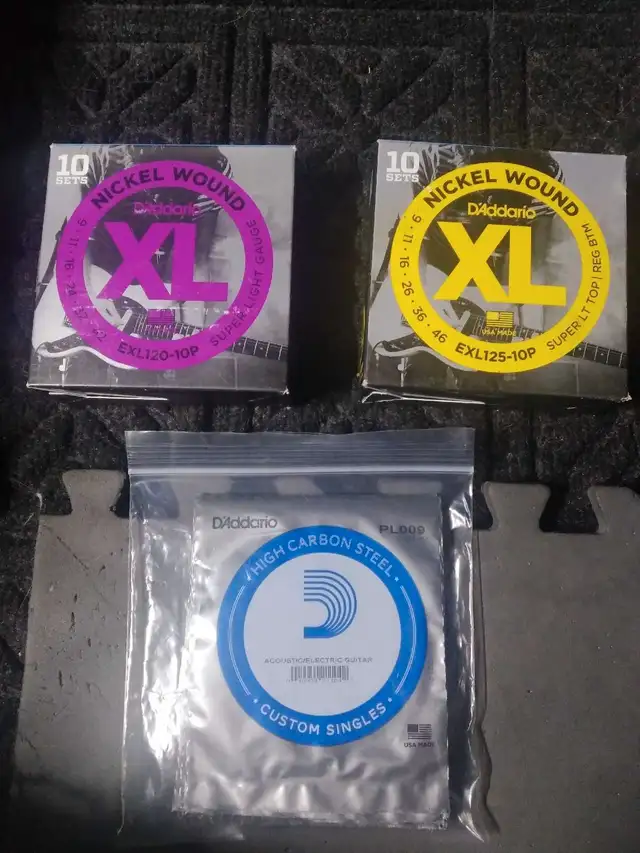 10
SETS
NICKEL WOUND
D'Addario
XL
9 · 11 · 16 · 24 · 32 · 42
EXL120-10P
SUPER LIGHT GAUGE
10
SETS
NICKEL WOUND
D'Addario
XL
USA MADE
9 · 11 · 16 · 26 · 36 · 46
EXL125-10P
SUPER LT TOP | REG BTM
D'Addario
PL009
· HIGH CARBON STEEL ·
ACOUSTIC/ELECTRIC GUITAR
· CUSTOM SINGLES ·
USA MADE